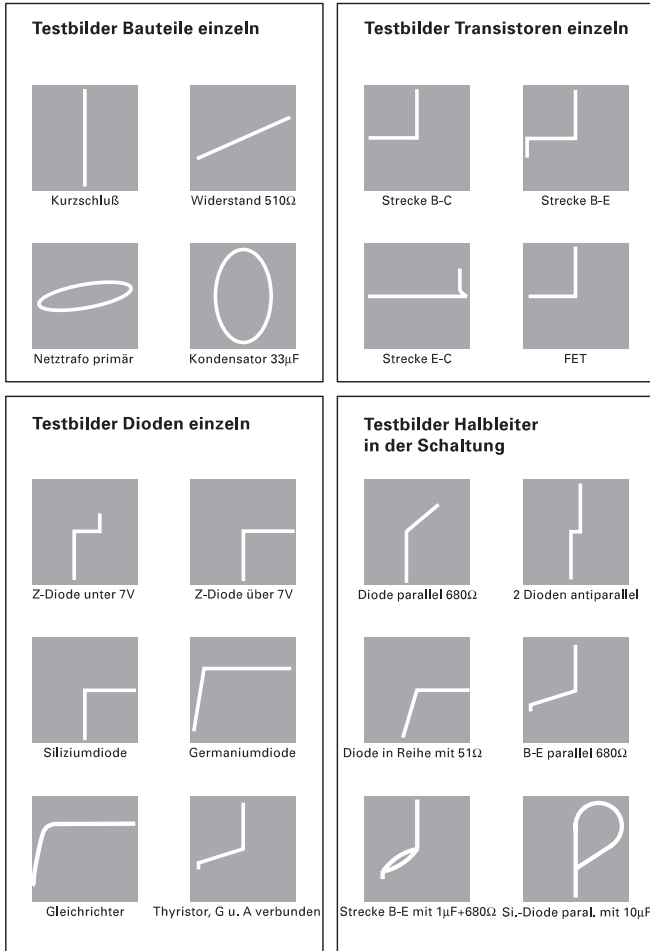 Testbilder Bauteile einzeln
Kurzschluß
Widerstand 510Ω
Netztrafo primär
Kondensator 33µF
Testbilder Transistoren einzeln
Strecke B-C
Strecke B-E
Strecke E-C
FET
Testbilder Dioden einzeln
Z-Diode unter 7V
Z-Diode über 7V
Siliziumdiode
Germaniumdiode
Gleichrichter
Thyristor, G u. A verbunden
Testbilder Halbleiter
in der Schaltung
Diode parallel 680Ω
2 Dioden antiparallel
Diode in Reihe mit 51Ω
B-E parallel 680Ω
Strecke B-E mit 1µF+680Ω
Si.-Diode paral. mit 10µF